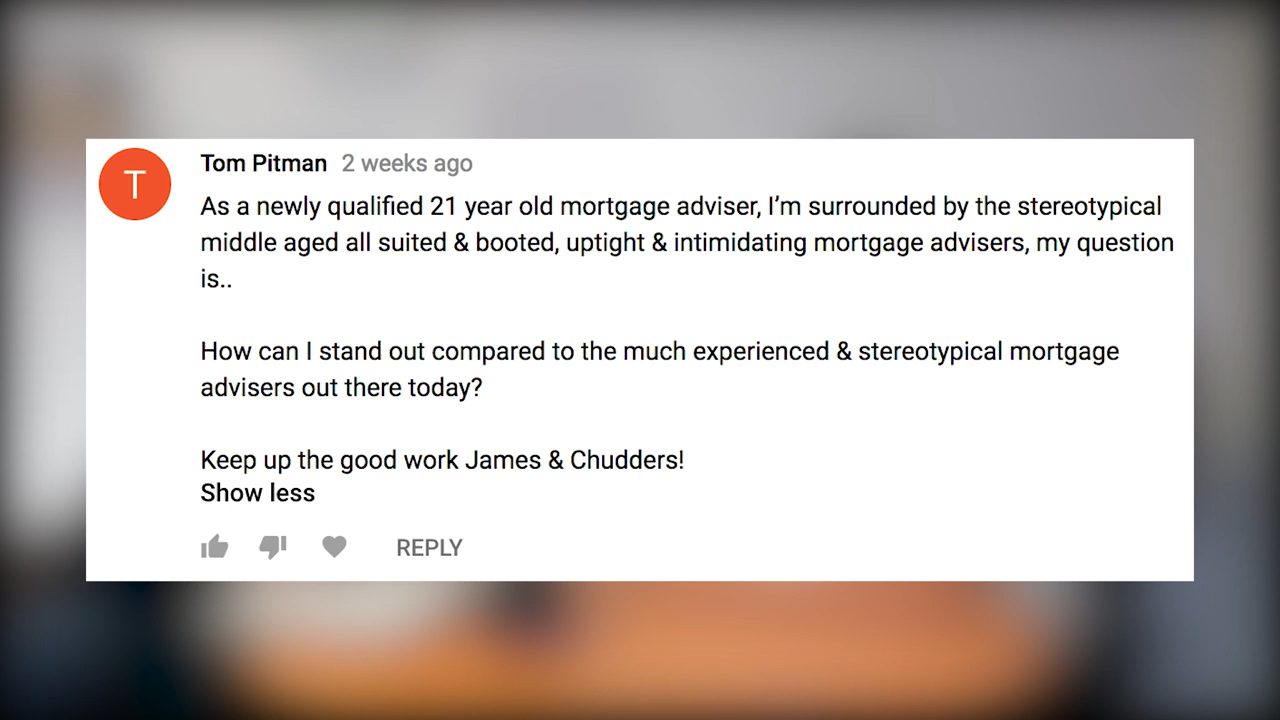 T
Tom Pitman 2 weeks ago
As a newly qualified 21 year old mortgage adviser, I’m surrounded by the stereotypical
middle aged all suited & booted, uptight & intimidating mortgage advisers, my question
is..
How can I stand out compared to the much experienced & stereotypical mortgage
advisers out there today?
Keep up the good work James & Chudders!
Show less
REPLY